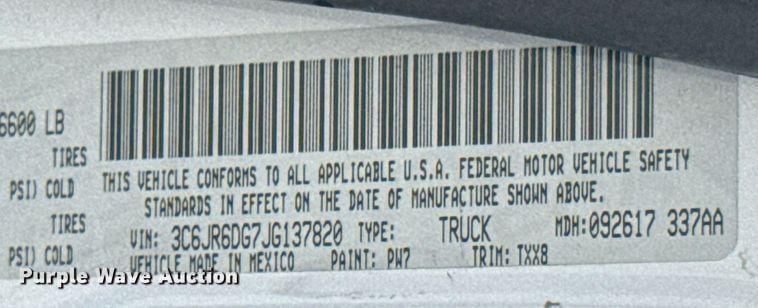 6600 LB
TIRES
PSI) COLD
TIRES
PSI) COLD
THIS VEHICLE CONFORMS TO ALL APPLICABLE U.S.A. FEDERAL MOTOR VEHICLE SAFETY
STANDARDS IN EFFECT ON THE DATE OF MANUFACTURE SHOWN ABOVE.
VIN: 3C6JR6DG7JG137820 TYPE: TRUCK MDH:092617 337AA
VEHICLE MADE IN MEXICO PAINT: PW7 TRIM: TXX8
Purple Wave Auction